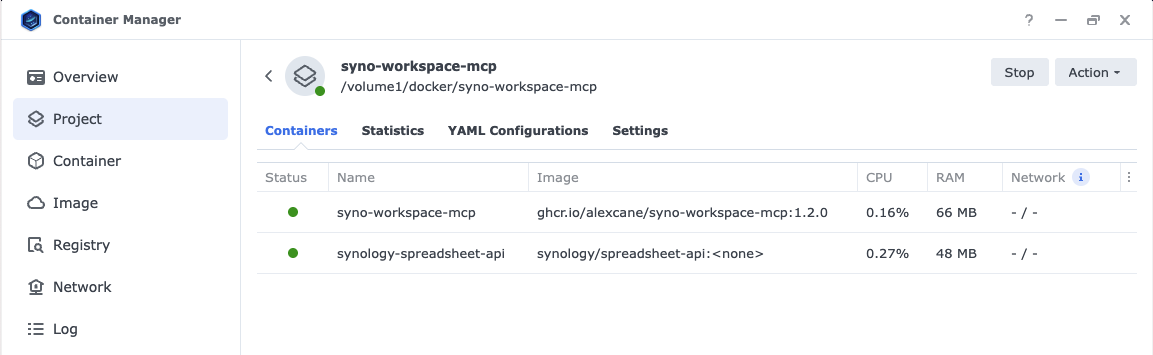 Container Manager
?
Overview
Project
Container
Image
Registry
Network
Log
syno-workspace-mcp
/volume1/docker/syno-workspace-mcp
Stop
Action
Containers Statistics YAML Configurations Settings
Status Name Image CPU RAM Network i
syno-workspace-mcp ghcr.io/alexcane/syno-workspace-mcp:1.2.0 0.16% 66 MB - / -
synology-spreadsheet-api synology/spreadsheet-api:<none> 0.27% 48 MB - / -